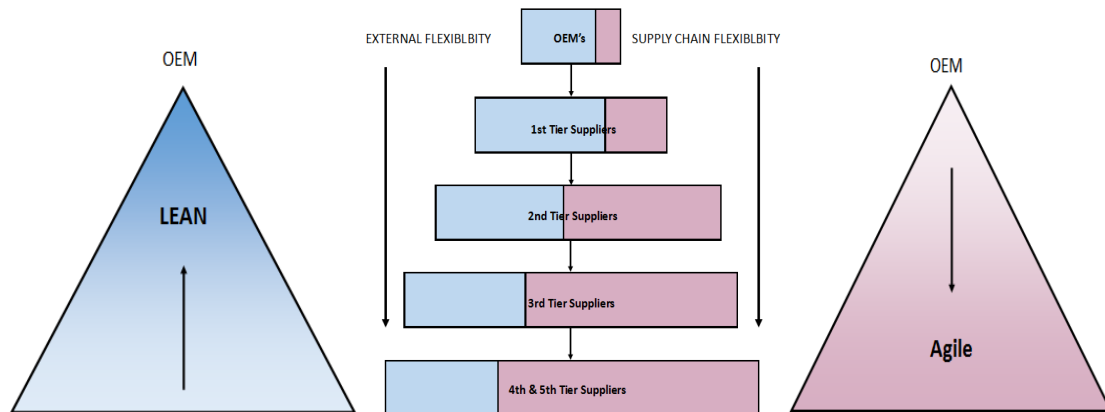 EXTERNAL FLEXIBLBITY
OEM's
SUPPLY CHAIN FLEXIBLBITY
OEM
OEM
1st Tier Suppliers
LEAN
2nd Tier Suppliers
3rd Tier Suppliers
Agile
4th & 5th Tier Suppliers